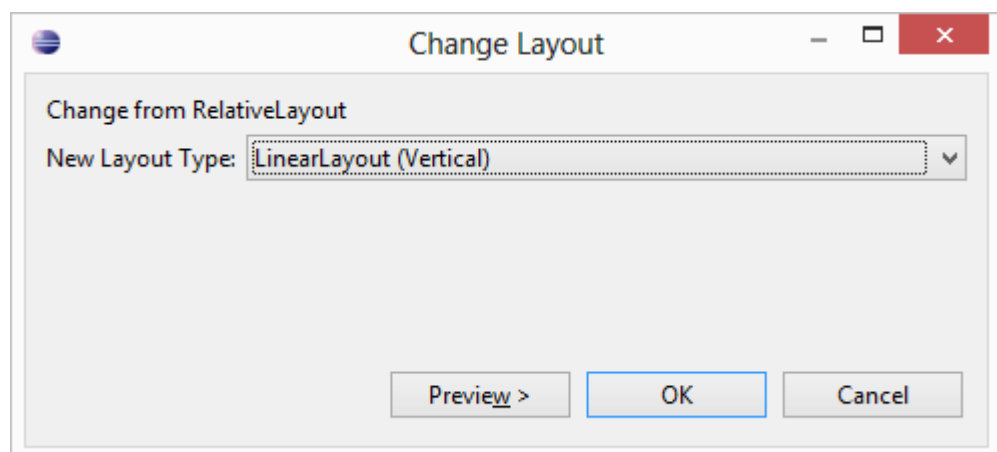 Change Layout
Change from RelativeLayout
New Layout Type: LinearLayout (Vertical)
Preview > OK Cancel